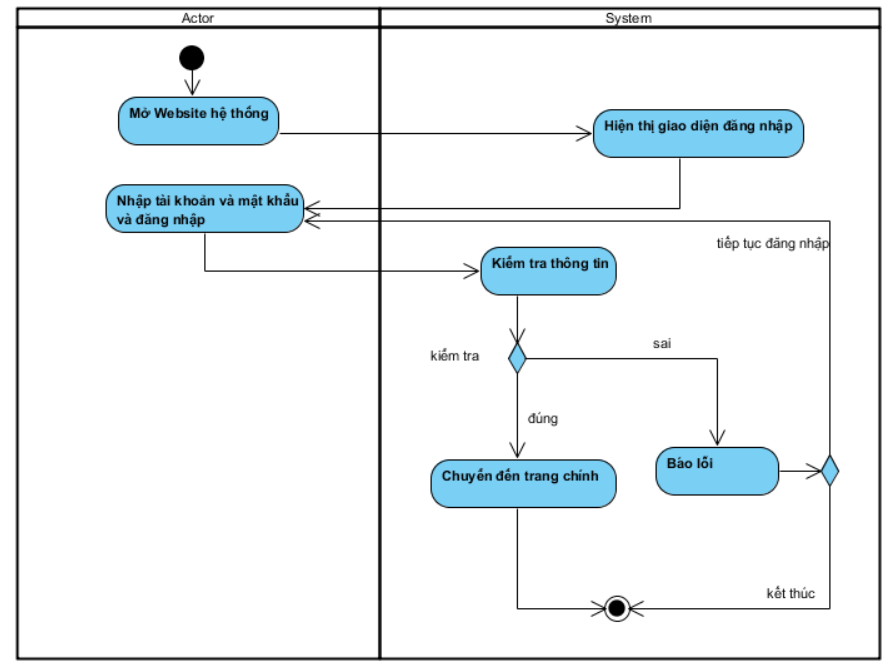 Actor
System
Mở Website hệ thống
Hiện thị giao diện đăng nhập
Nhập tài khoản và mật khẩu
và đăng nhập
tiếp tục đăng nhập
Kiểm tra thông tin
kiểm tra
sai
đúng
Báo lỗi
Chuyển đến trang chính
kết thúc